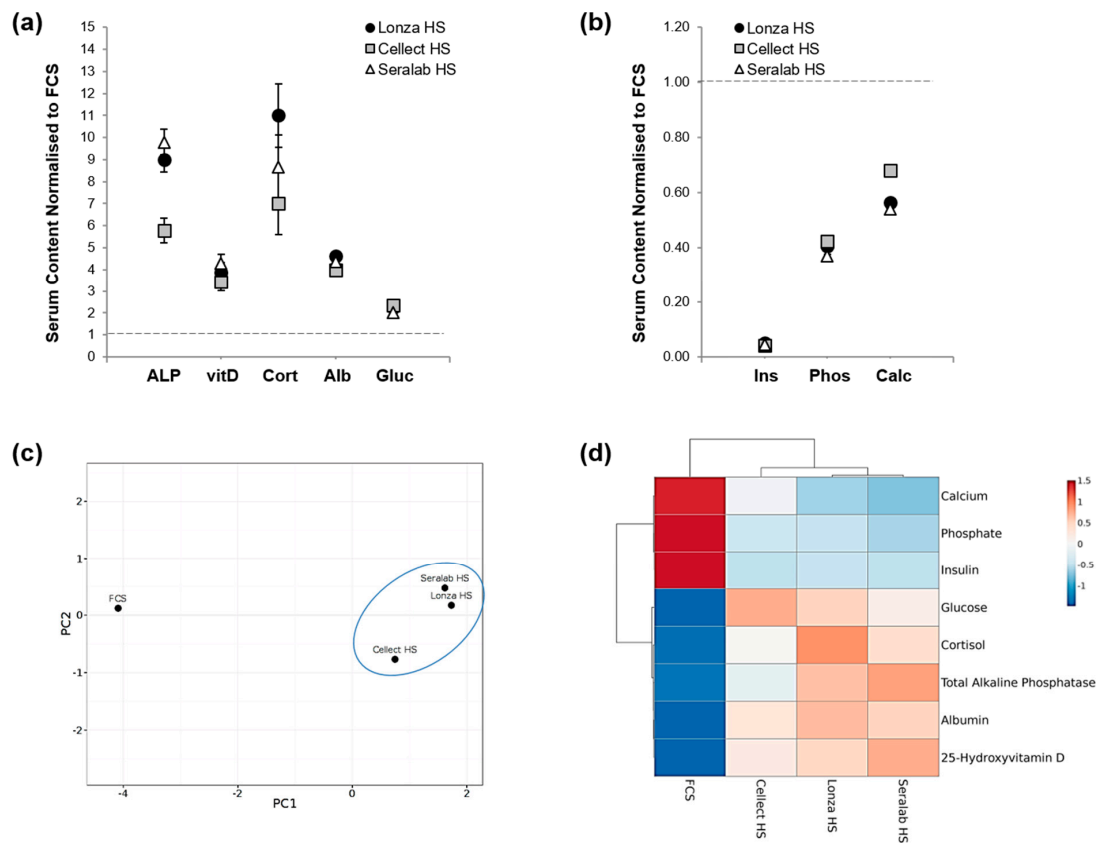 (a)
Serum Content Normalised to FCS
15
14
13
12
11
10
9
8
7
6
5
4
3
2
1
0
Lonza HS
Cellect HS
Seralab HS
ALP vitD Cort Alb Gluc
(b)
Serum Content Normalised to FCS
1.20
1.00
0.80
0.60
0.40
0.20
0.00
Lonza HS
Cellect HS
Seralab HS
Ins Phos Calc
(c)
PC2
2
1
0
-1
-2
FCS
Seralab HS
Lonza HS
Cellect HS
-4 -2 0 2
PC1
(d)
Calcium
Phosphate
Insulin
Glucose
Cortisol
Total Alkaline Phosphatase
Albumin
25-Hydroxyvitamin D
FCS
Cellect HS
Lonza HS
Seralab HS
1.5
1
0.5
0
-0.5
-1